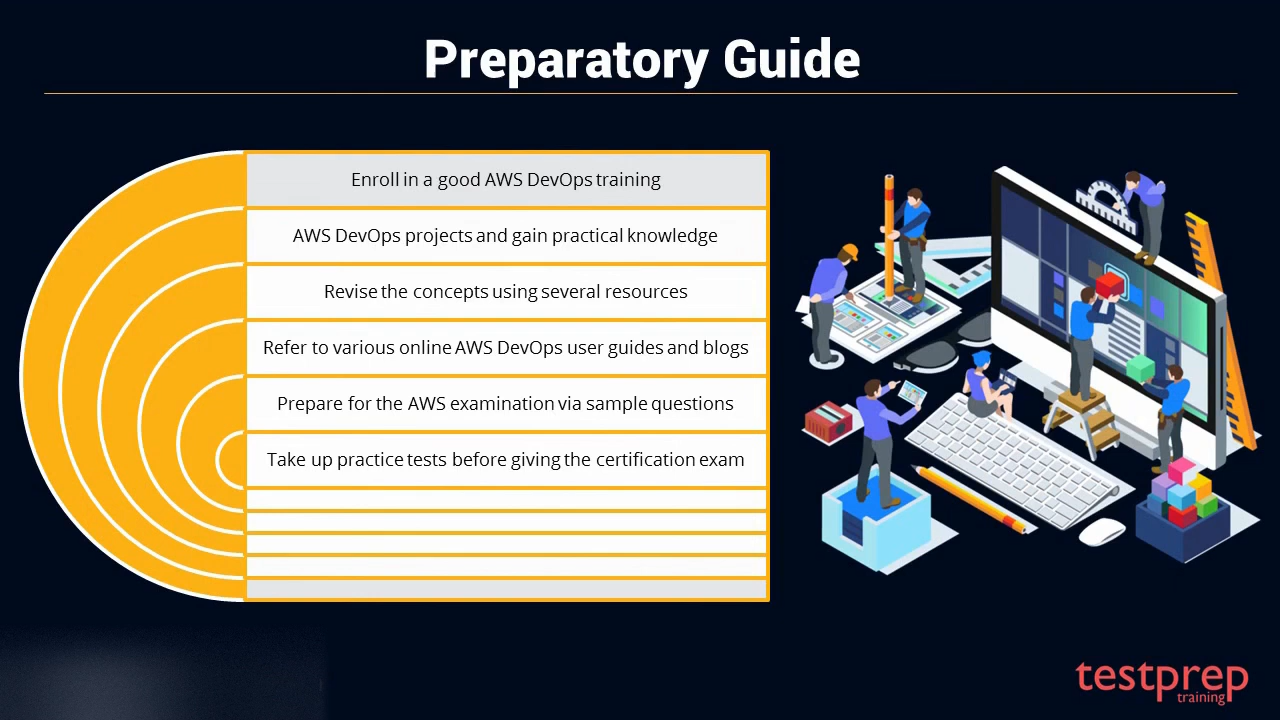 Preparatory Guide
Enroll in a good AWS DevOps training
AWS DevOps projects and gain practical knowledge
Revise the concepts using several resources
Refer to various online AWS DevOps user guides and blogs
Prepare for the AWS examination via sample questions
Take up practice tests before giving the certification exam
testprep
training